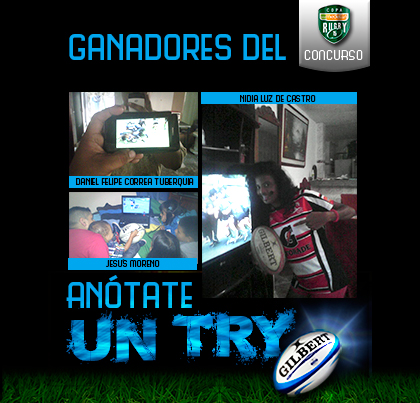 GANADORES DEL
COPA
RUGBY
CONCURSO
NIDIA LUZ DE CASTRO
DANIEL FELIPE CORREA TUBERQUIA
JESUS MORENO
GILBERT
ANÓTATE
UN TRY
GILBERT